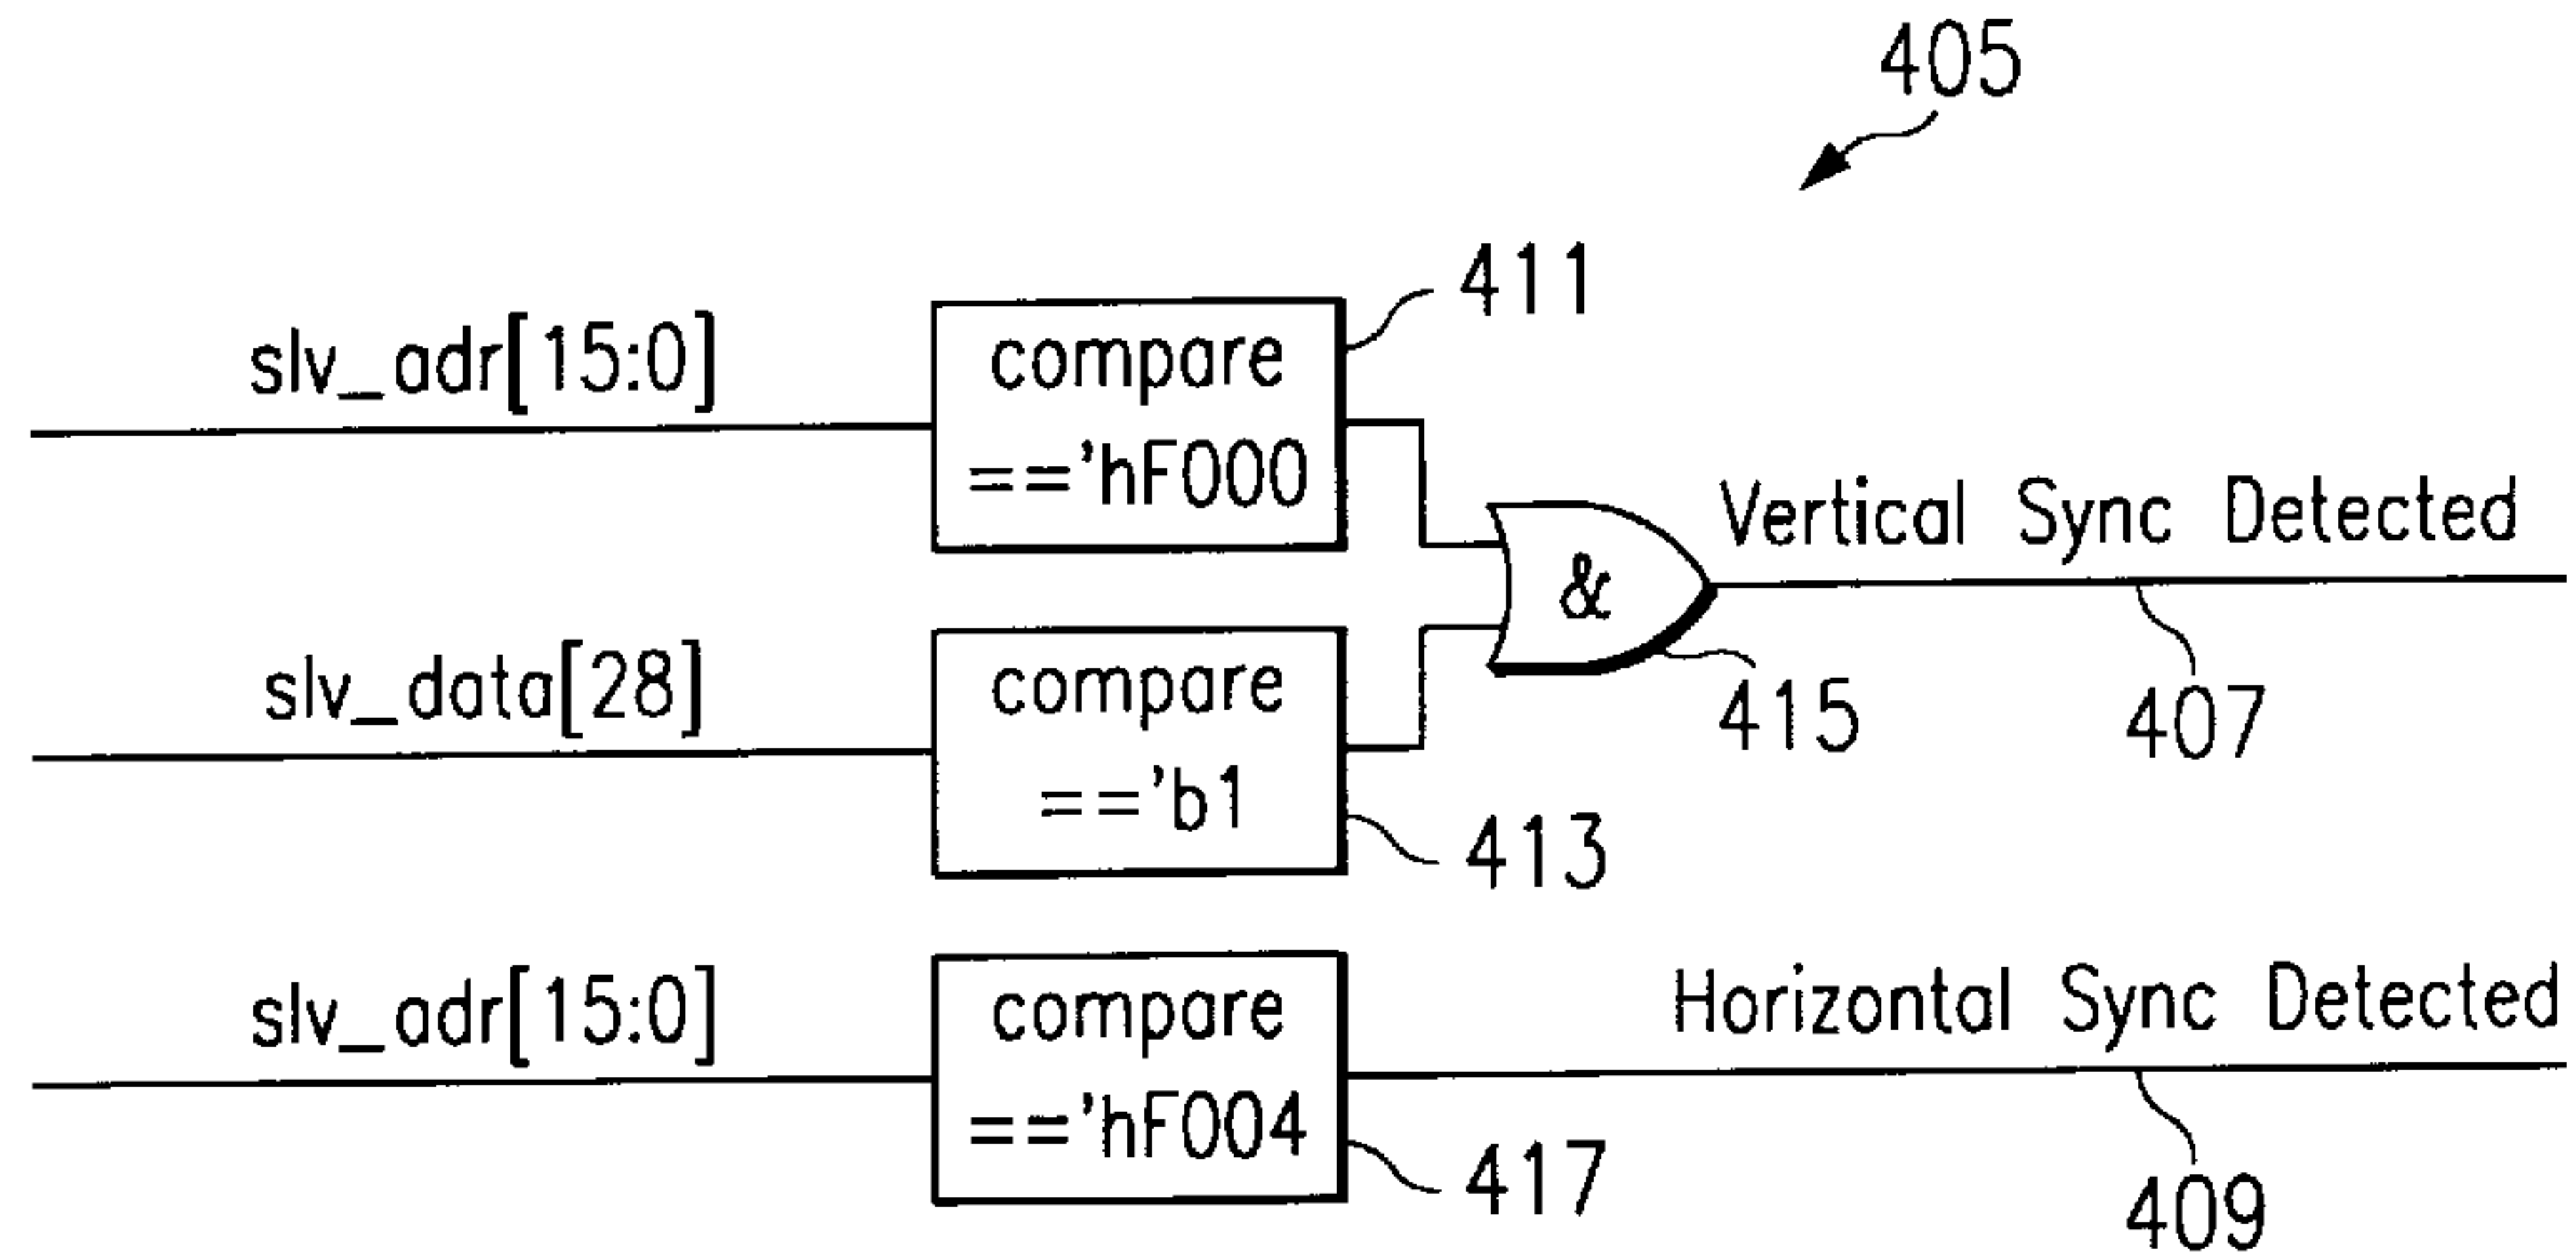 405
411
slv_adr[15:0]
compare
=='hF000
Vertical Sync Detected
&
415
407
slv_data[28]
compare
=='b1
413
slv_adr[15:0]
compare
=='hF004
Horizontal Sync Detected
417
409